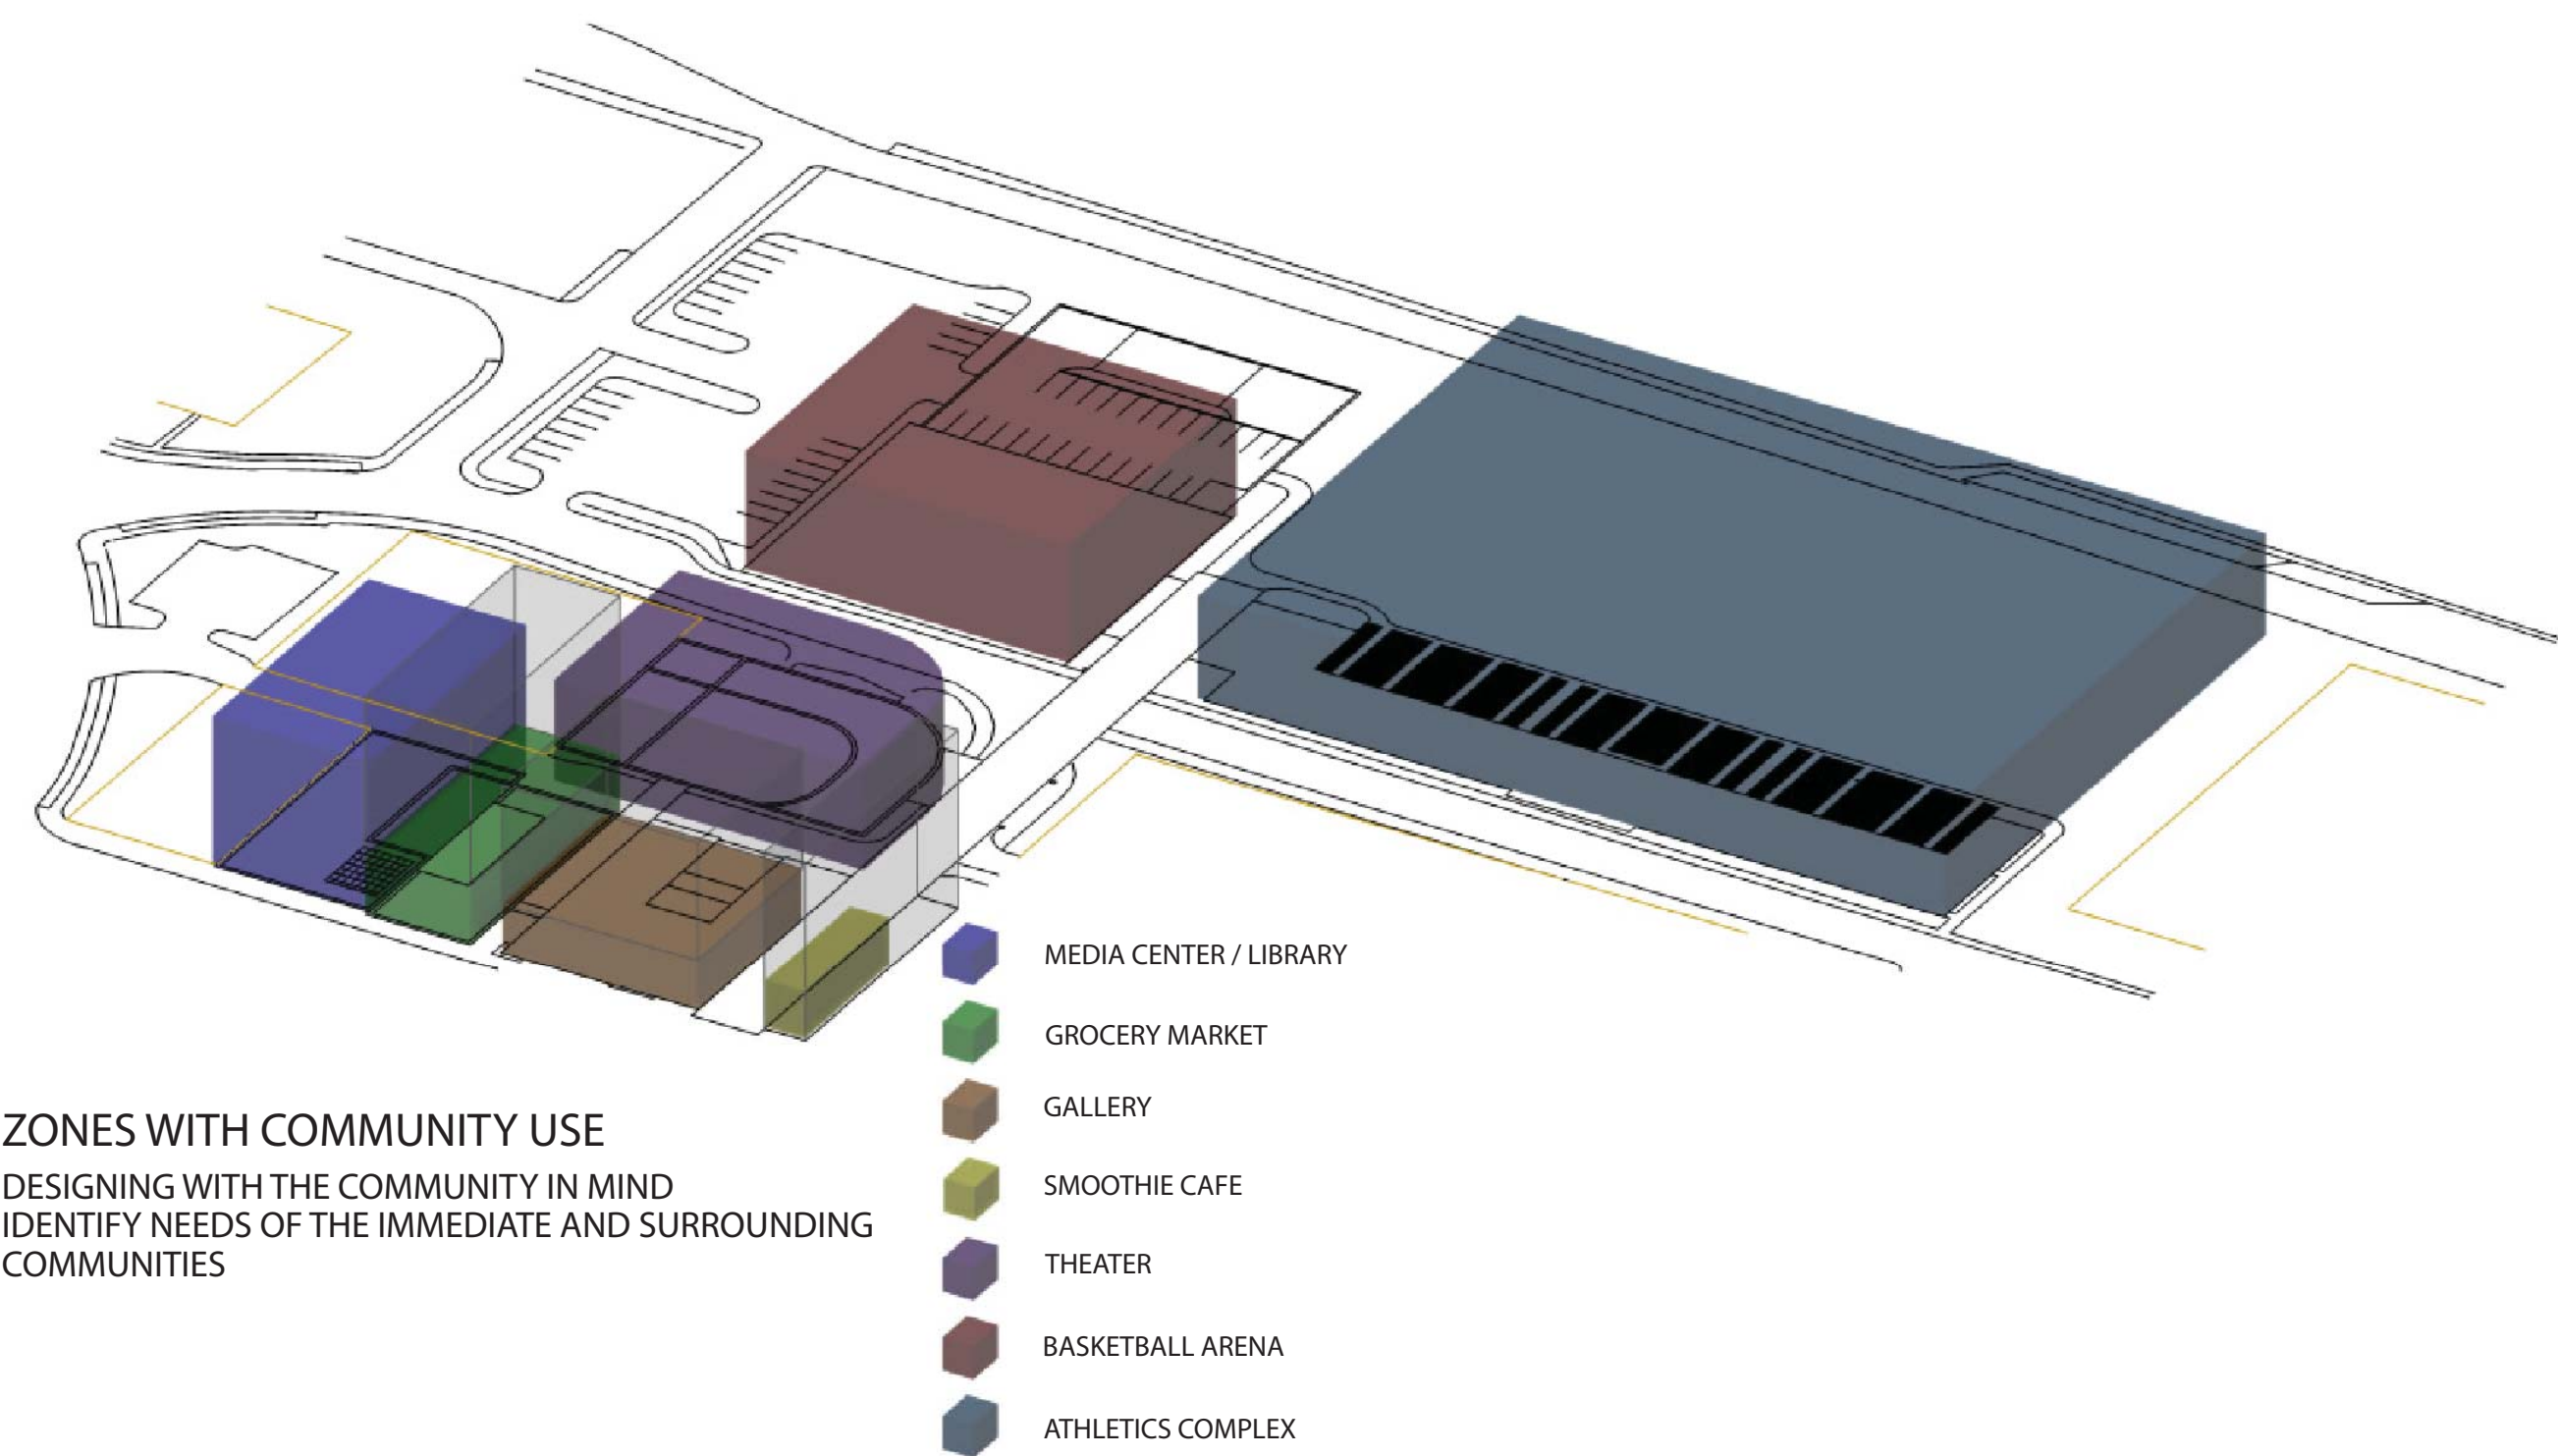 MEDIA CENTER / LIBRARY
GROCERY MARKET
GALLERY
SMOOTHIE CAFE
THEATER
BASKETBALL ARENA
ATHLETICS COMPLEX
ZONES WITH COMMUNITY USE
DESIGNING WITH THE COMMUNITY IN MIND
IDENTIFY NEEDS OF THE IMMEDIATE AND SURROUNDING
COMMUNITIES